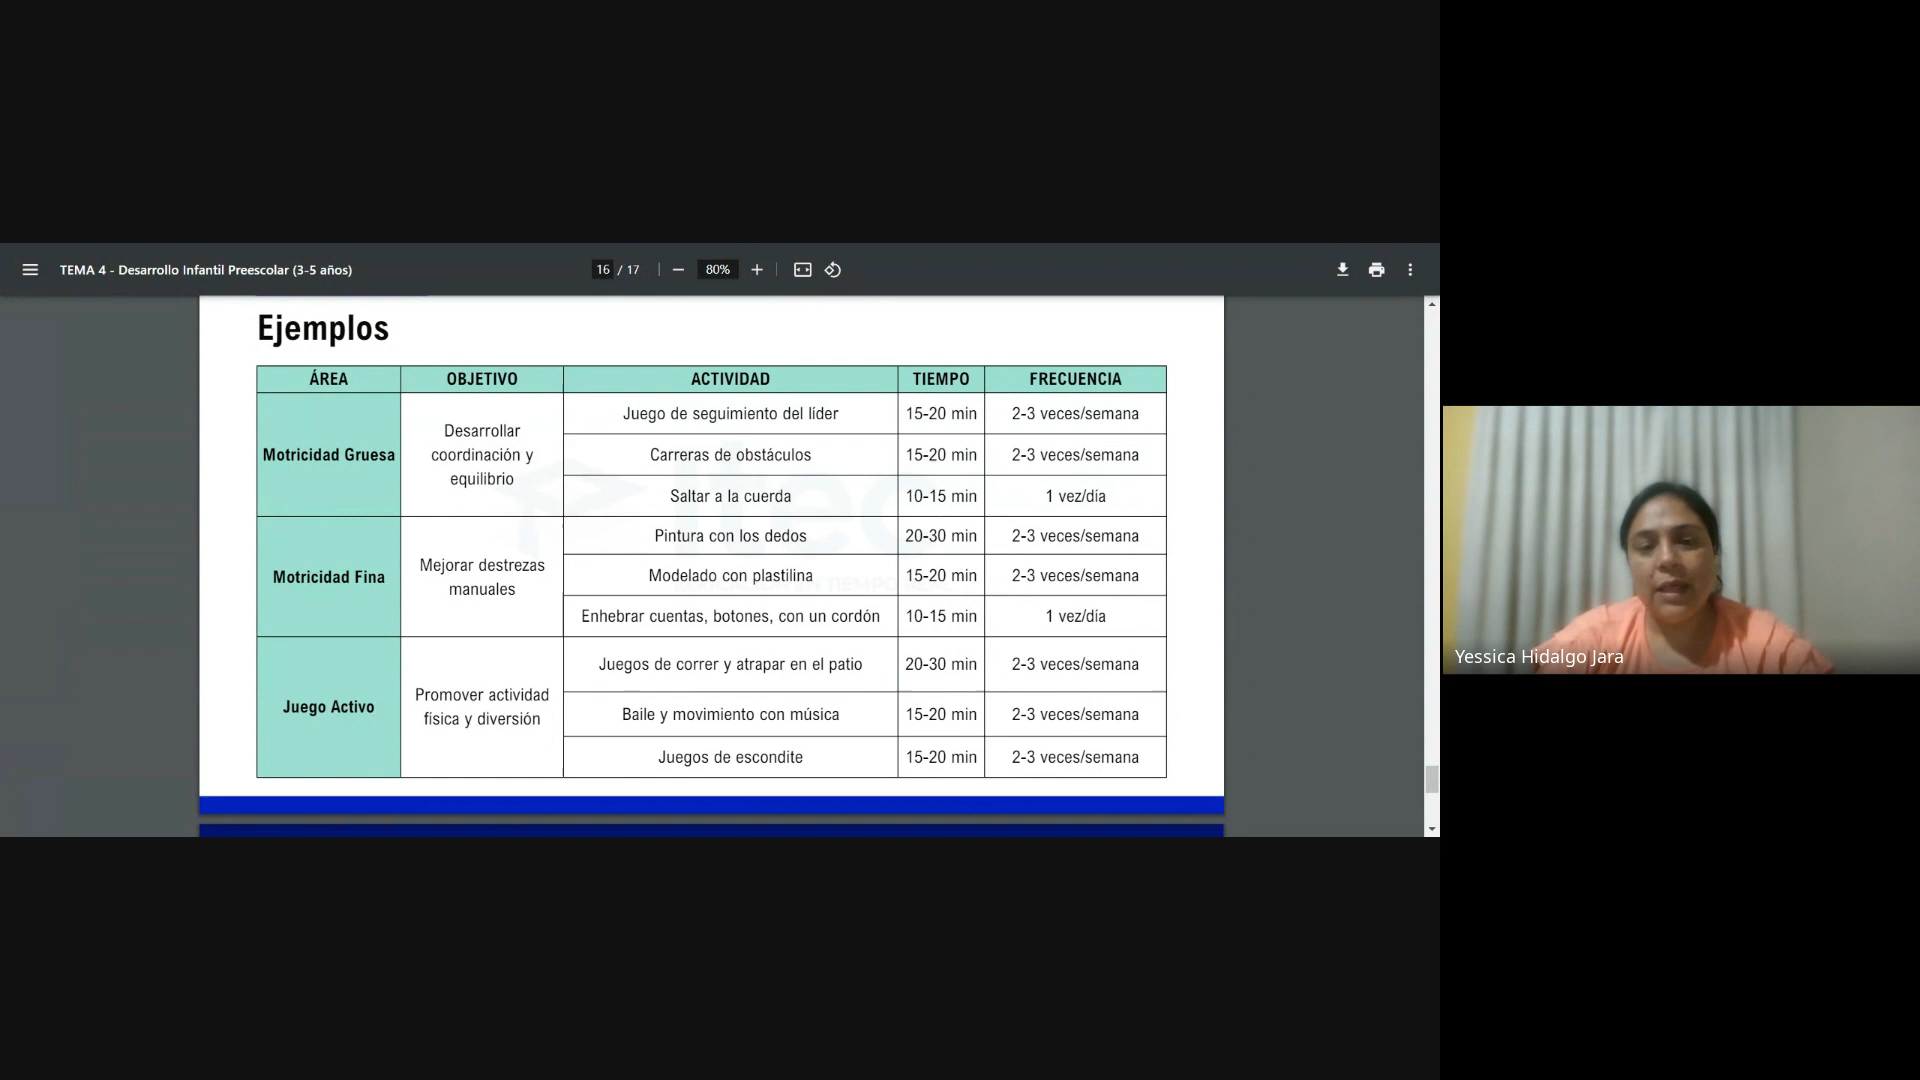 TEMA 4 - Desarrollo Infantil Preescolar (3-5 años)
16 / 17
80%
Ejemplos
ÁREA OBJETIVO ACTIVIDAD TIEMPO FRECUENCIA
Motricidad Gruesa
Desarrollar
coordinación y
equilibrio
Juego de seguimiento del líder 15-20 min 2-3 veces/semana
Carreras de obstáculos 15-20 min 2-3 veces/semana
Saltar a la cuerda 10-15 min 1 vez/día
Motricidad Fina
Mejorar destrezas
manuales
Pintura con los dedos 20-30 min 2-3 veces/semana
Modelado con plastilina 15-20 min 2-3 veces/semana
Enhebrar cuentas, botones, con un cordón 10-15 min 1 vez/día
Juego Activo
Promover actividad
física y diversión
Juegos de correr y atrapar en el patio 20-30 min 2-3 veces/semana
Baile y movimiento con música 15-20 min 2-3 veces/semana
Juegos de escondite 15-20 min 2-3 veces/semana
Yessica Hidalgo Jara